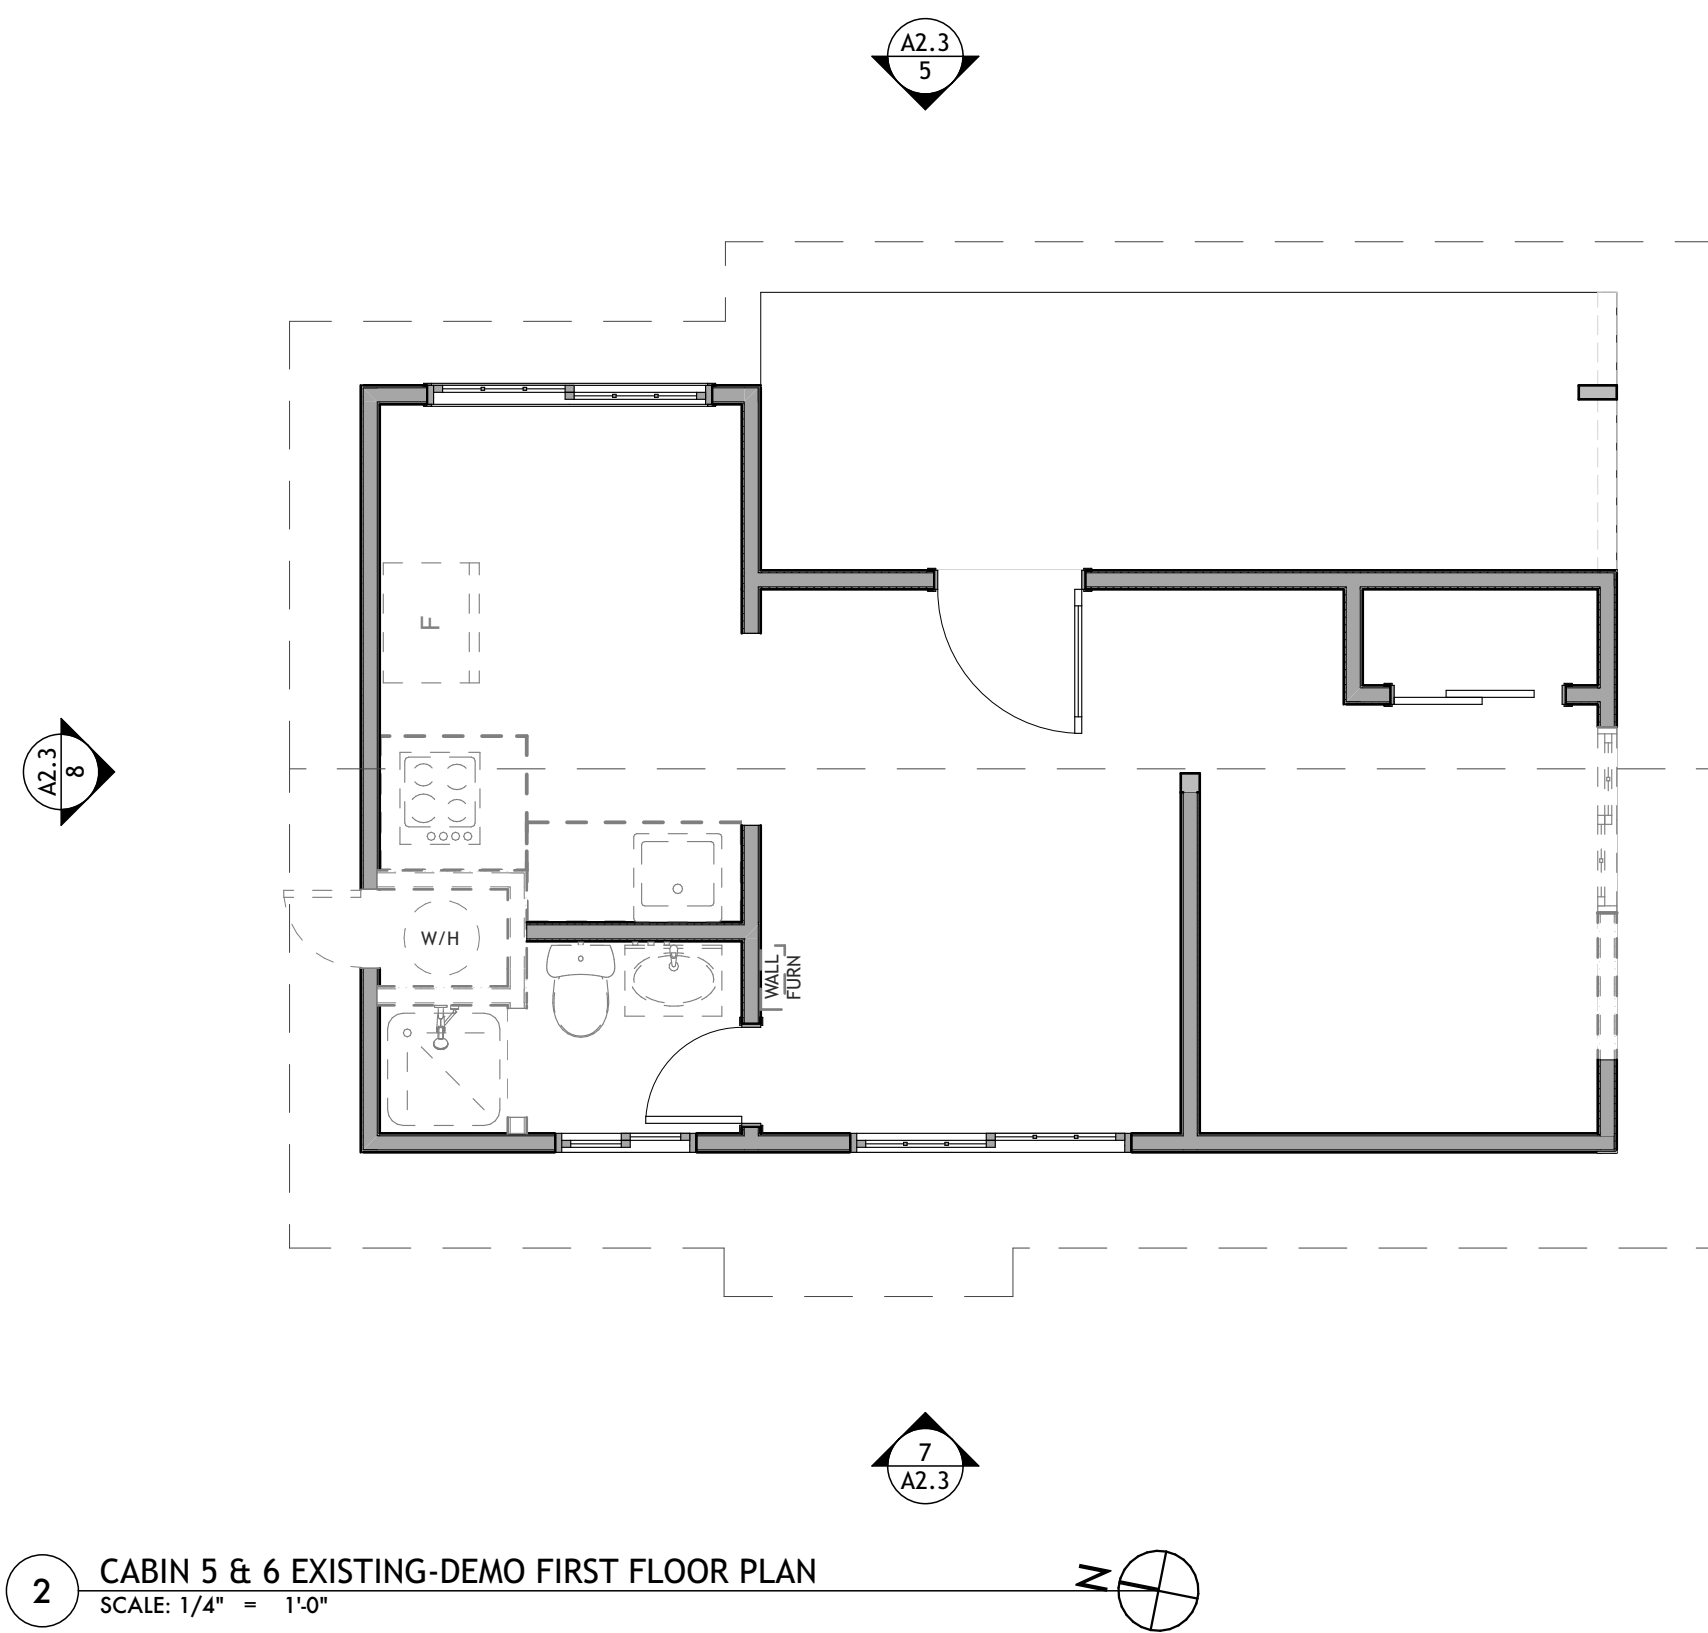 A2.3
5
F
A2.3
8
W/H
WALL
FURN
7
A2.3
2
CABIN 5 & 6 EXISTING-DEMO FIRST FLOOR PLAN
SCALE: 1/4" = 1'-0"
N